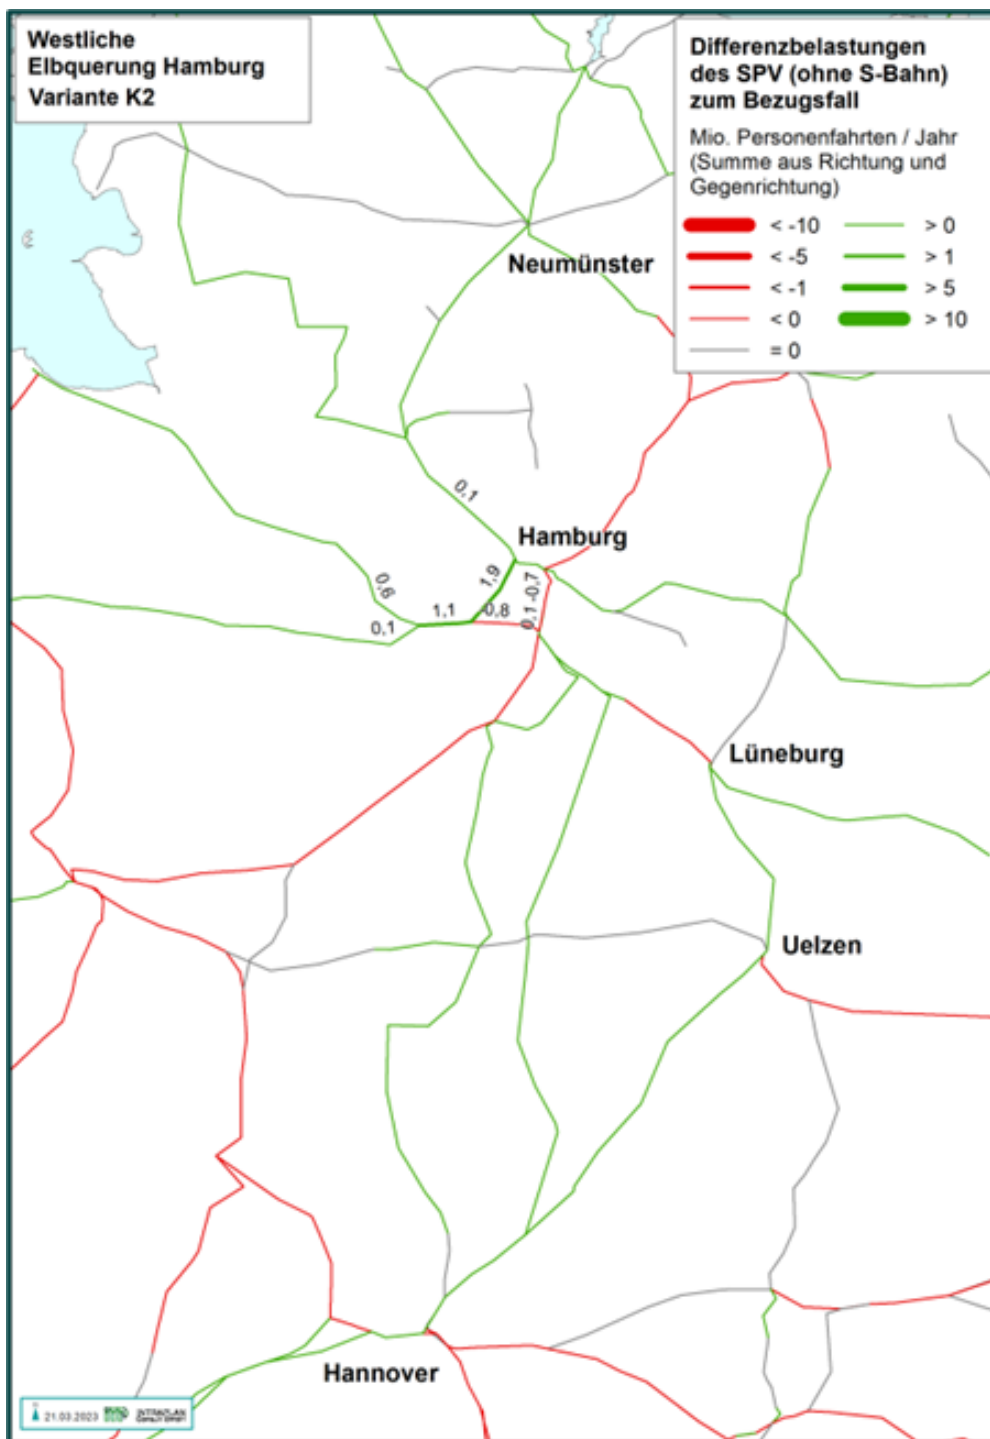 Westliche
Elbquerung Hamburg
Variante K2
Differenzbelastungen
des SPV (ohne S-Bahn)
zum Bezugsfall
Mio. Personenfahrten / Jahr
(Summe aus Richtung und
Gegenrichtung)
< -10
> 0
< -5
> 1
< -1
> 5
< 0
> 10
= 0
Neumünster
0,1
Hamburg
0,6
1,9
-0,7
1,1
-0,8
0,1
0,1
Lüneburg
Uelzen
Hannover
21.03.2023